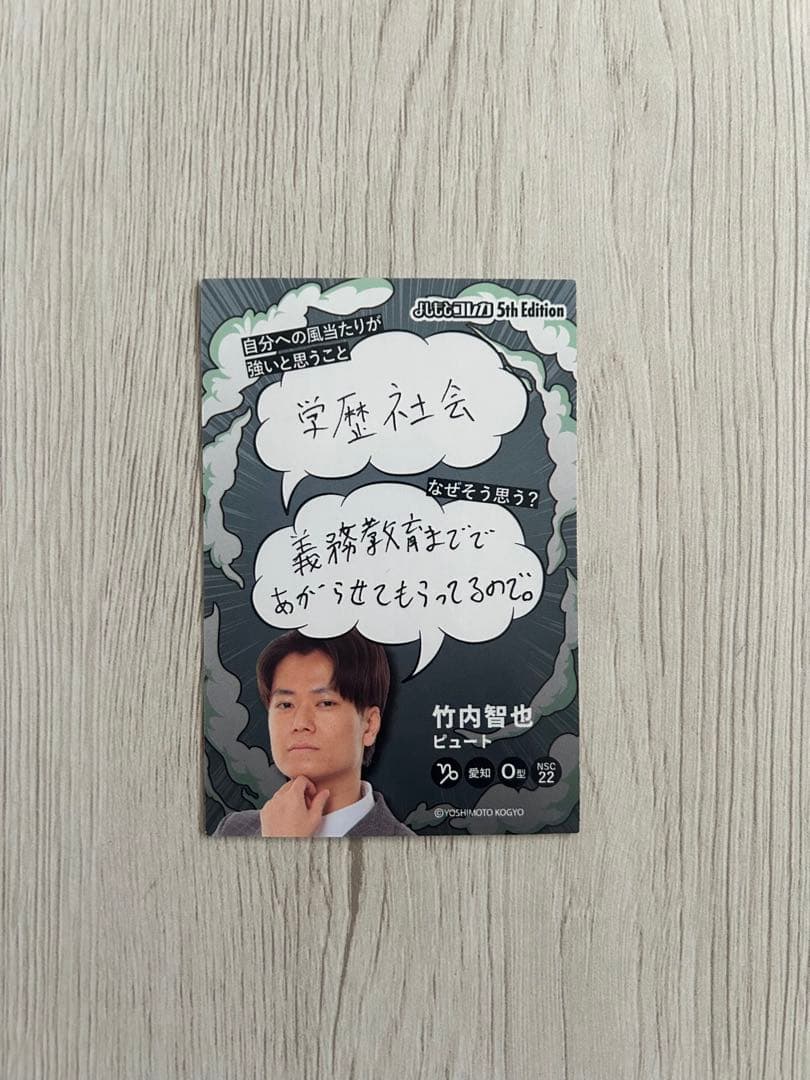 よしもとコレカ 5th Edition
自分への風当たりが
強いと思うこと
学歴社会
なぜそう思う?
義務教育までで
あがらせてもらってるので。
竹内智也
ピュート
愛知
O型
NSC
22
©YOSHIMOTO KOGYO